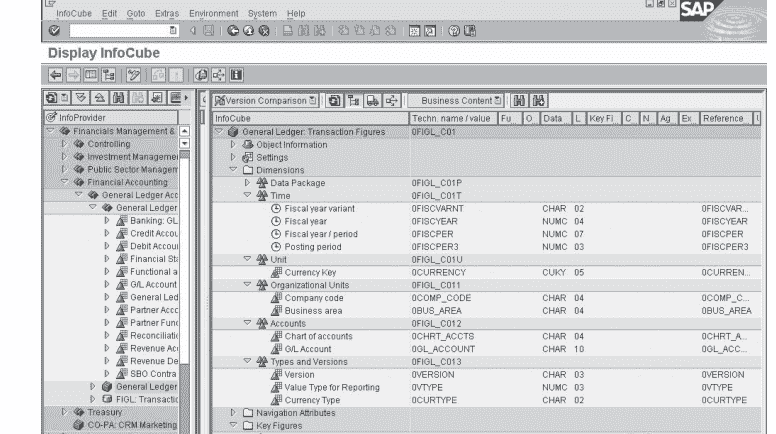 InfoCube Edit Goto Extras Environment System Help
SAP
Display InfoCube
Version Comparison
Business Content
InfoProvider
Financials Management &
Controlling
Investment Managemen
Public Sector Managem
Financial Accounting
General Ledger Acc
General Ledger
Banking: GL
Credit Accou
Debit Accoun
Financial Sta
Functional a
G/L Account
General Led
Partner Acc
Partner Func
Reconciliati
Revenue Acc
Revenue De
SBO Contra
General Ledger
FIGL: Transactio
Treasury
CO-PA: CRM Marketing
InfoCube Techn. name / value Fu... O... Data... L KeyFi... C... N... Ag... Ex... Reference
General Ledger: Transaction Figures 0FIGL_C01
Object Information
Settings
Dimensions
Data Package 0FIGL_C01P
Time 0FIGL_C01T
Fiscal year variant 0FISCVARNT CHAR 02 0FISCVAR...
Fiscal year 0FISCYEAR NUMC 04 0FISCYEAR
Fiscal year / period 0FISCPER NUMC 07 0FISCPER
Posting period 0FISCPER3 NUMC 03 0FISCPER3
Unit 0FIGL_C01U
Currency Key 0CURRENCY CUKY 05 0CURREN...
Organizational Units 0FIGL_C011
Company code 0COMP_CODE CHAR 04 0COMP_C...
Business area 0BUS_AREA CHAR 04 0BUS_AREA
Accounts 0FIGL_C012
Chart of accounts 0CHRT_ACCTS CHAR 04 0CHRT_A...
G/L Account 0GL_ACCOUNT CHAR 10 0GL_ACC...
Types and Versions 0FIGL_C013
Version 0VERSION CHAR 03 0VERSION
Value Type for Reporting 0VTYPE NUMC 03 0VTYPE
Currency Type 0CURTYPE CHAR 02 0CURTYPE
Navigation Attributes
Key Figures